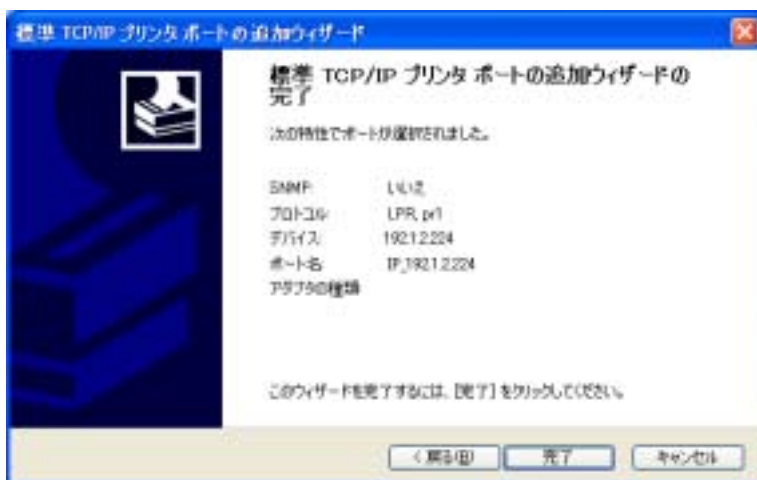 標準 TCP/IP プリンタ ポートの追加ウィザード
標準 TCP/IP プリンタ ポートの追加ウィザードの
完了
次の特性でポートが選択されました。
SNMP: いいえ
プロトコル: LPR, pr1
デバイス: 192.1.2.224
ポート名: IP_192.1.2.224
アダプタの種類:
このウィザードを完了するには、[完了] をクリックしてください。
< 戻る(B) 完了 キャンセル